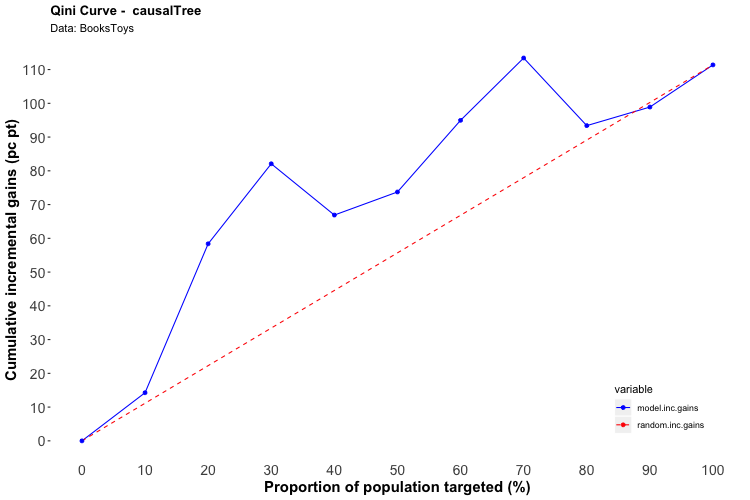 Qini Curve -  causalTree
Data: BooksToys
Cumulative incremental gains (pc pt)
110
100
90
80
70
60
50
40
30
20
10
0
0 10 20 30 40 50 60 70 80 90 100
Proportion of population targeted (%)
variable
model.inc.gains
random.inc.gains